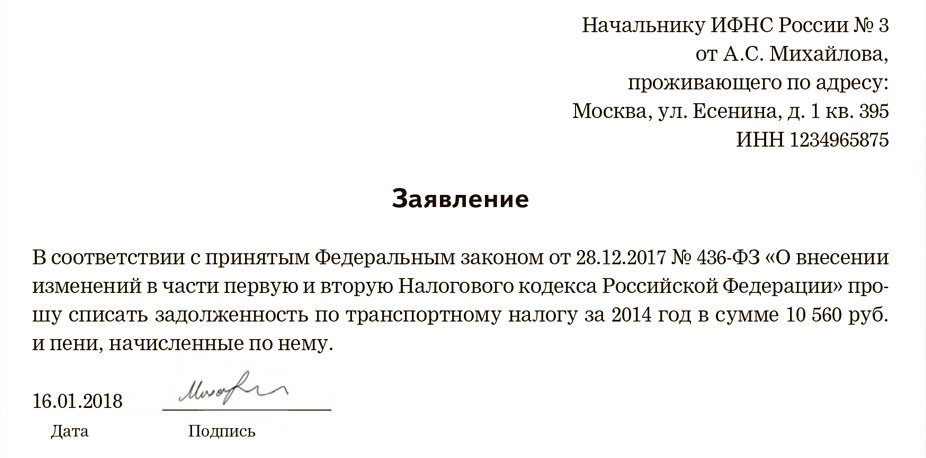 Начальнику ИФНС России № 3
от А.С. Михайлова,
проживающего по адресу:
Москва, ул. Есенина, д. 1 кв. 395
ИНН 1234965875
Заявление
В соответствии с принятым Федеральным законом от 28.12.2017 № 436-ФЗ «О внесении
изменений в части первую и вторую Налогового кодекса Российской Федерации» про-
шу списать задолженность по транспортному налогу за 2014 год в сумме 10 560 руб.
и пени, начисленные по нему.
16.01.2018
Дата Подпись